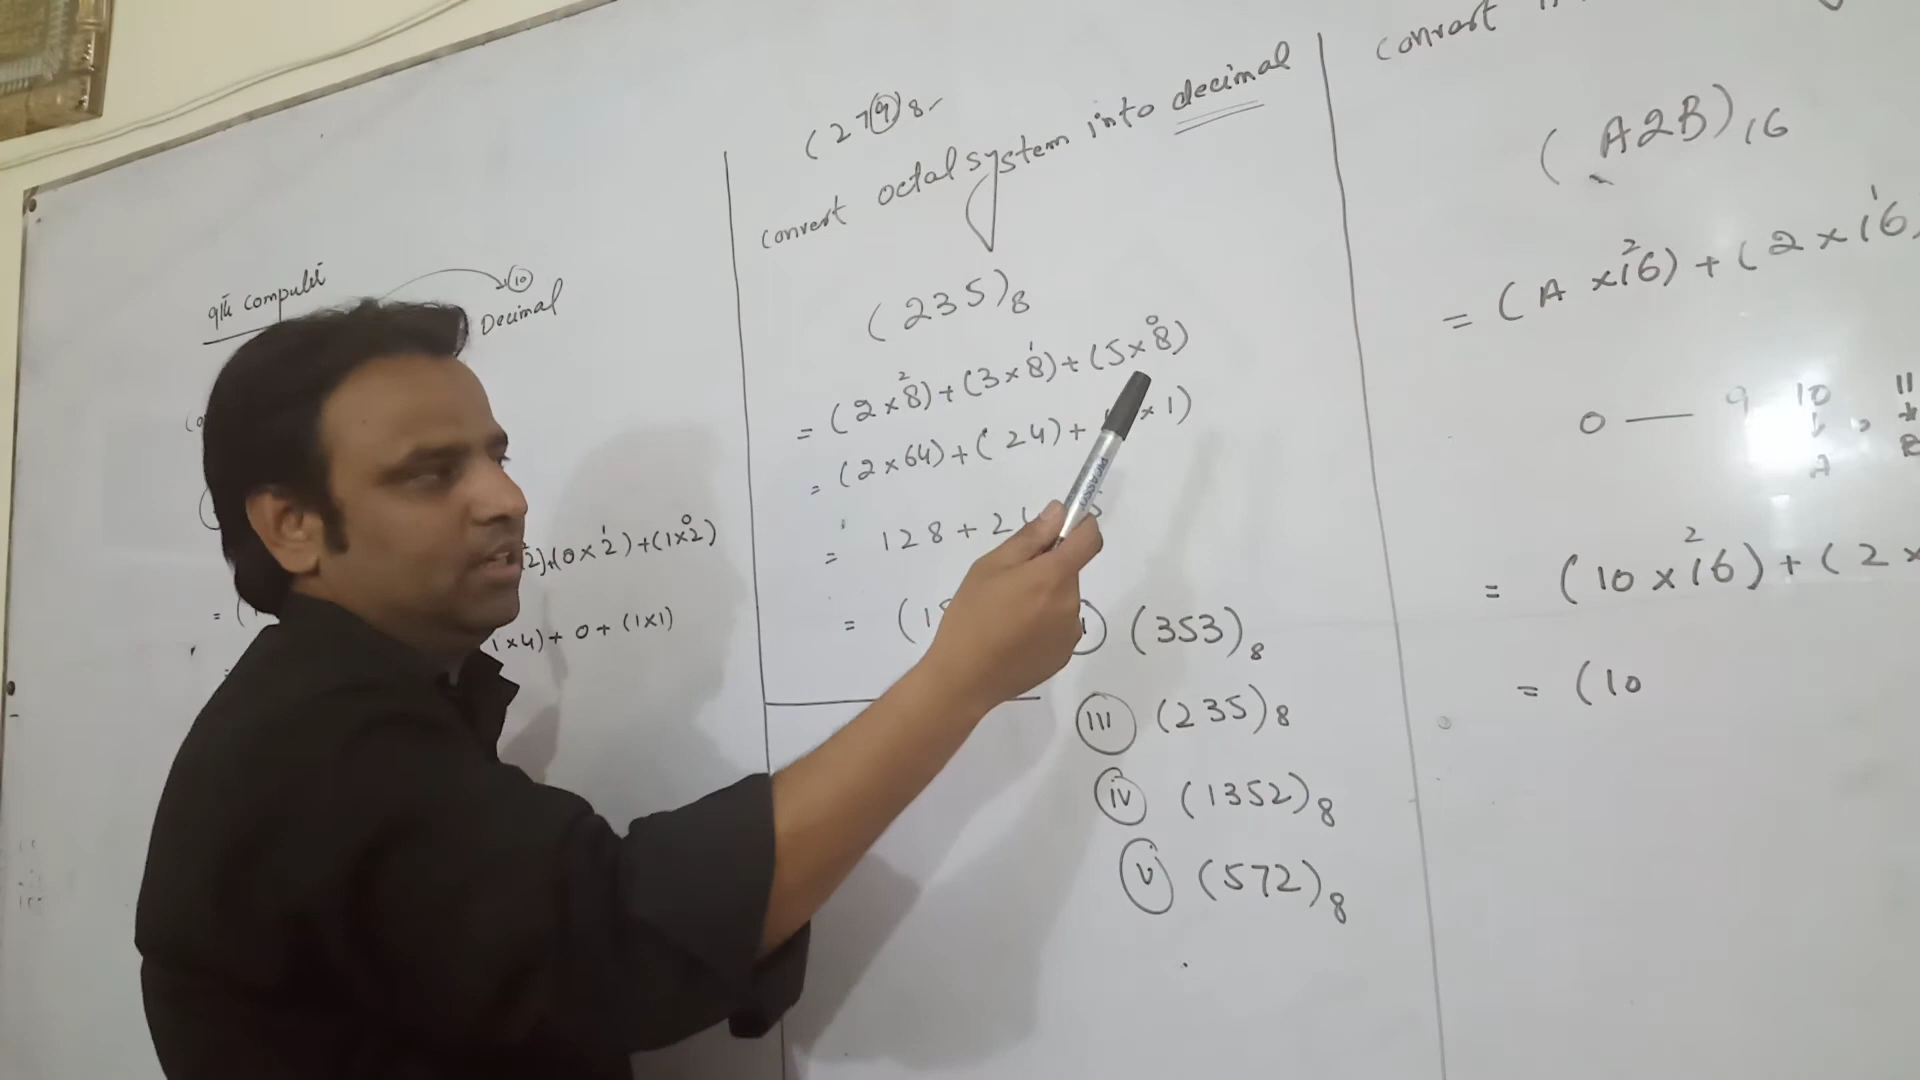 9th Computer
10
Decimal
2)+(0×2¹)+(1×2⁰)
= (
1×4)+ 0 + (1×1)
(279)8
Convert octal system into decimal
(235)₈
= (2×8²)+(3×8¹)+(5×8⁰)
= (2×64)+(24)+ ×1)
= 128 + 2
= (1
(353)₈
iii (235)₈
iv (1352)₈
v (572)₈
Convert
(A2B)₁₆
= (A×16²)+(2×16¹
0 — 9 10, 11
A B
= (10×16²)+(2×
= (10